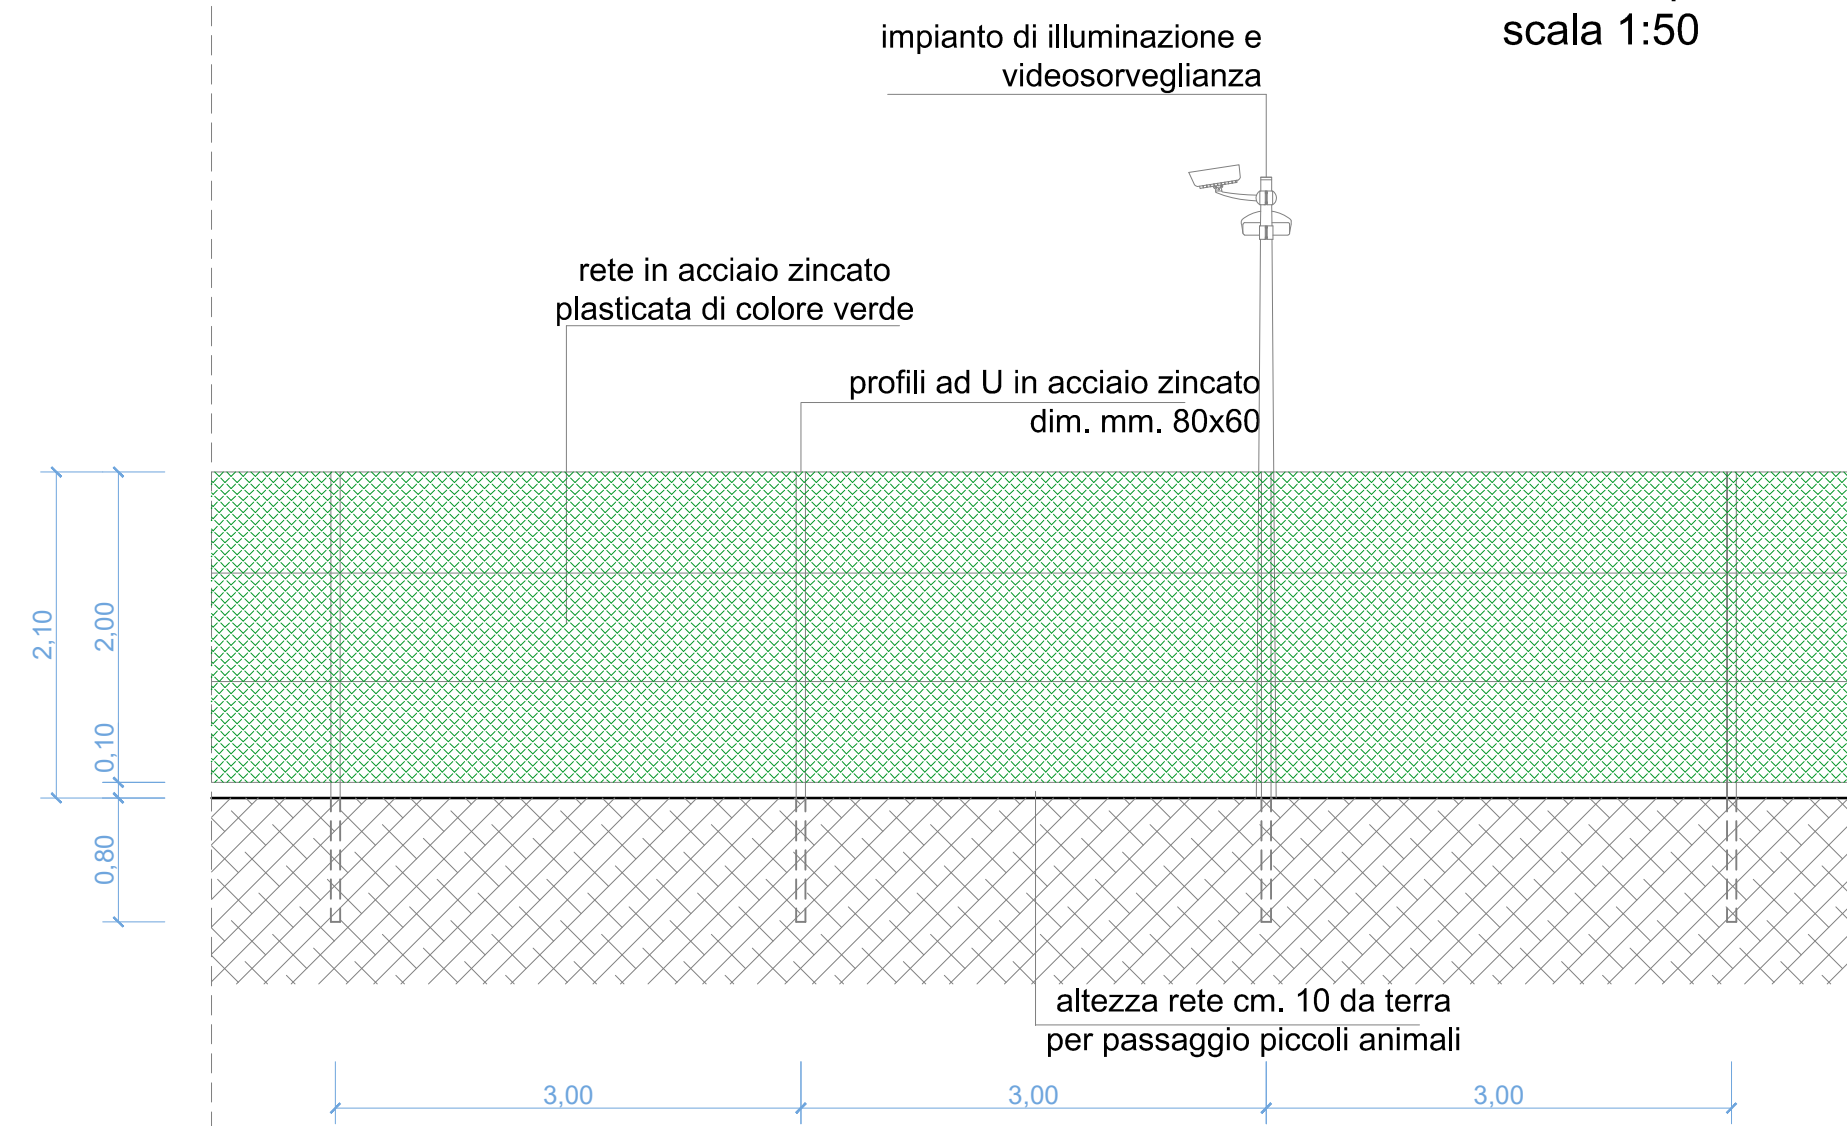 scala 1:50
impianto di illuminazione e
videosorveglianza
rete in acciaio zincato
plasticata di colore verde
profili ad U in acciaio zincato
dim. mm. 80x60
2,10
2,00
0,10
0,80
altezza rete cm. 10 da terra
per passaggio piccoli animali
3,00
3,00
3,00